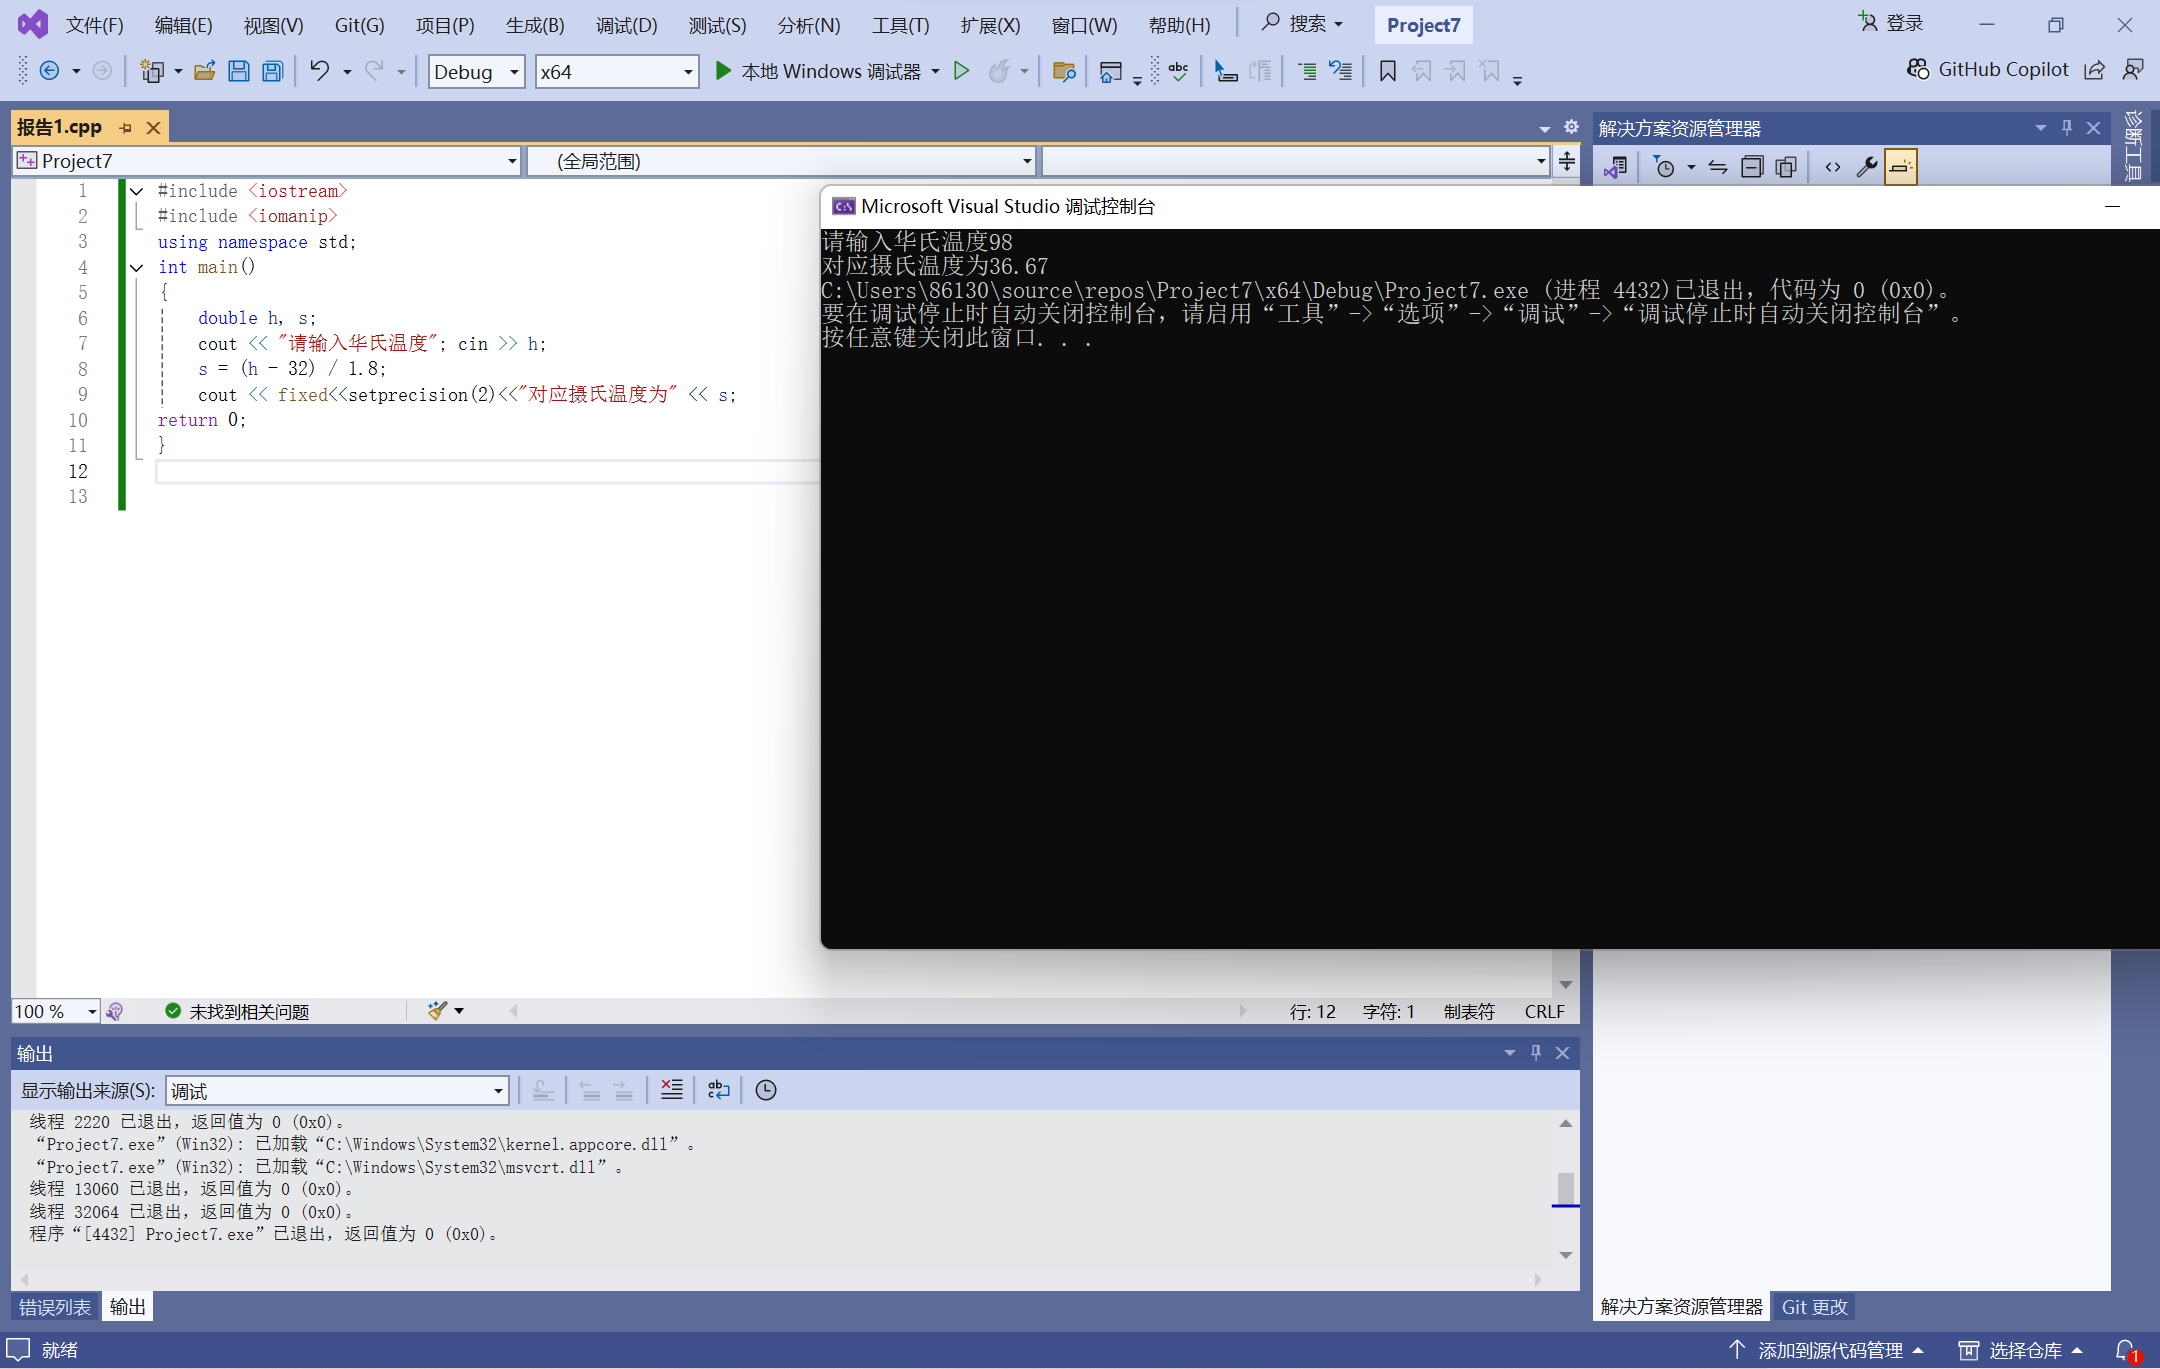 文件(F) 编辑(E) 视图(V) Git(G) 项目(P) 生成(B) 调试(D) 测试(S) 分析(N) 工具(T) 扩展(X) 窗口(W) 帮助(H) 搜索 Project7 登录
Debug x64 本地 Windows 调试器 abc GitHub Copilot
报告1.cpp
Project7 (全局范围)
1 #include <iostream>
2 #include <iomanip>
3 using namespace std;
4 int main()
5 {
6 double h, s;
7 cout << "请输入华氏温度"; cin >> h;
8 s = (h - 32) / 1.8;
9 cout << fixed<<setprecision(2)<<"对应摄氏温度为" << s;
10 return 0;
11 }
12
13
解决方案资源管理器
诊断工具
Microsoft Visual Studio 调试控制台
请输入华氏温度98
对应摄氏温度为36.67
C:\Users\86130\source\repos\Project7\x64\Debug\Project7.exe (进程 4432)已退出，代码为 0 (0x0)。
要在调试停止时自动关闭控制台，请启用“工具”->“选项”->“调试”->“调试停止时自动关闭控制台”。
按任意键关闭此窗口. . .
100 % 未找到相关问题 行: 12 字符: 1 制表符 CRLF
输出
显示输出来源(S): 调试
线程 2220 已退出，返回值为 0 (0x0)。
“Project7.exe”(Win32): 已加载“C:\Windows\System32\kernel.appcore.dll”。
“Project7.exe”(Win32): 已加载“C:\Windows\System32\msvcrt.dll”。
线程 13060 已退出，返回值为 0 (0x0)。
线程 32064 已退出，返回值为 0 (0x0)。
程序“[4432] Project7.exe”已退出，返回值为 0 (0x0)。
错误列表 输出
解决方案资源管理器 Git 更改
就绪 添加到源代码管理 选择仓库 1